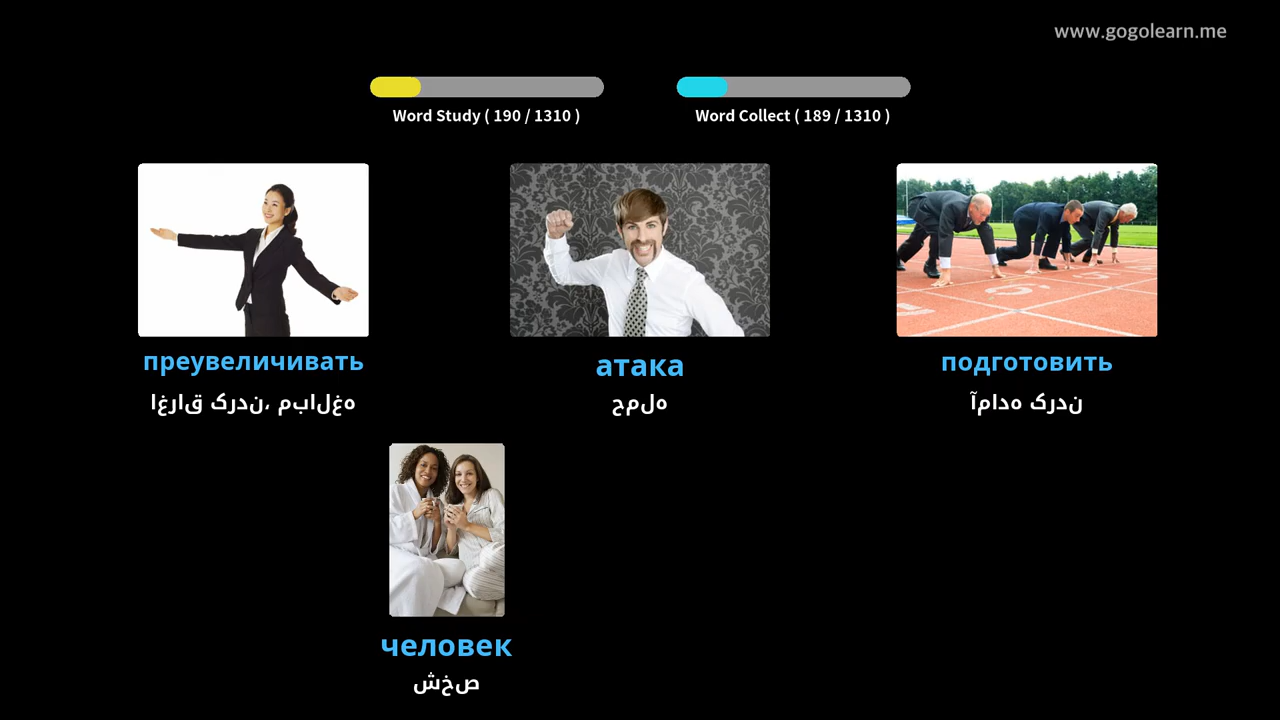 www.gogolearn.me
Word Study ( 190 / 1310 )
Word Collect ( 189 / 1310 )
преувеличивать
اغراق کردن، مبالغه
атака
حمله
подготовить
آماده کردن
человек
شخص